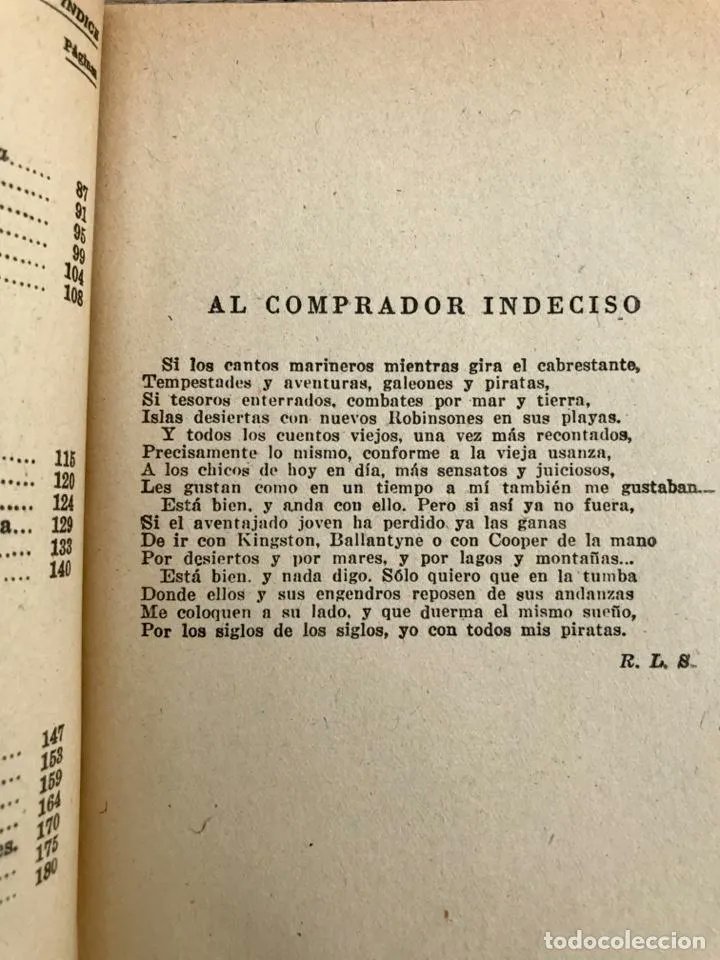 INDICE
Páginas
87
91
95
99
104
108
115
120
124
129
133
140
147
153
159
164
170
175
180
AL COMPRADOR INDECISO
Si los cantos marineros mientras gira el cabrestante,
Tempestades y aventuras, galeones y piratas,
Si tesoros enterrados, combates por mar y tierra,
Islas desiertas con nuevos Robinsones en sus playas.
Y todos los cuentos viejos, una vez más recontados,
Precisamente lo mismo, conforme a la vieja usanza,
A los chicos de hoy en día, más sensatos y juiciosos,
Les gustan como en un tiempo a mí también me gustaban...
Está bien, y anda con ello. Pero si así ya no fuera,
Si el aventajado joven ha perdido ya las ganas
De ir con Kingston, Ballantyne o con Cooper de la mano
Por desiertos y por mares, y por lagos y montañas...
Está bien, y nada digo. Sólo quiero que en la tumba
Donde ellos y sus engendros reposen de sus andanzas
Me coloquen a su lado, y que duerma el mismo sueño,
Por los siglos de los siglos, yo con todos mis piratas.
R. L. S.
todocoleccion